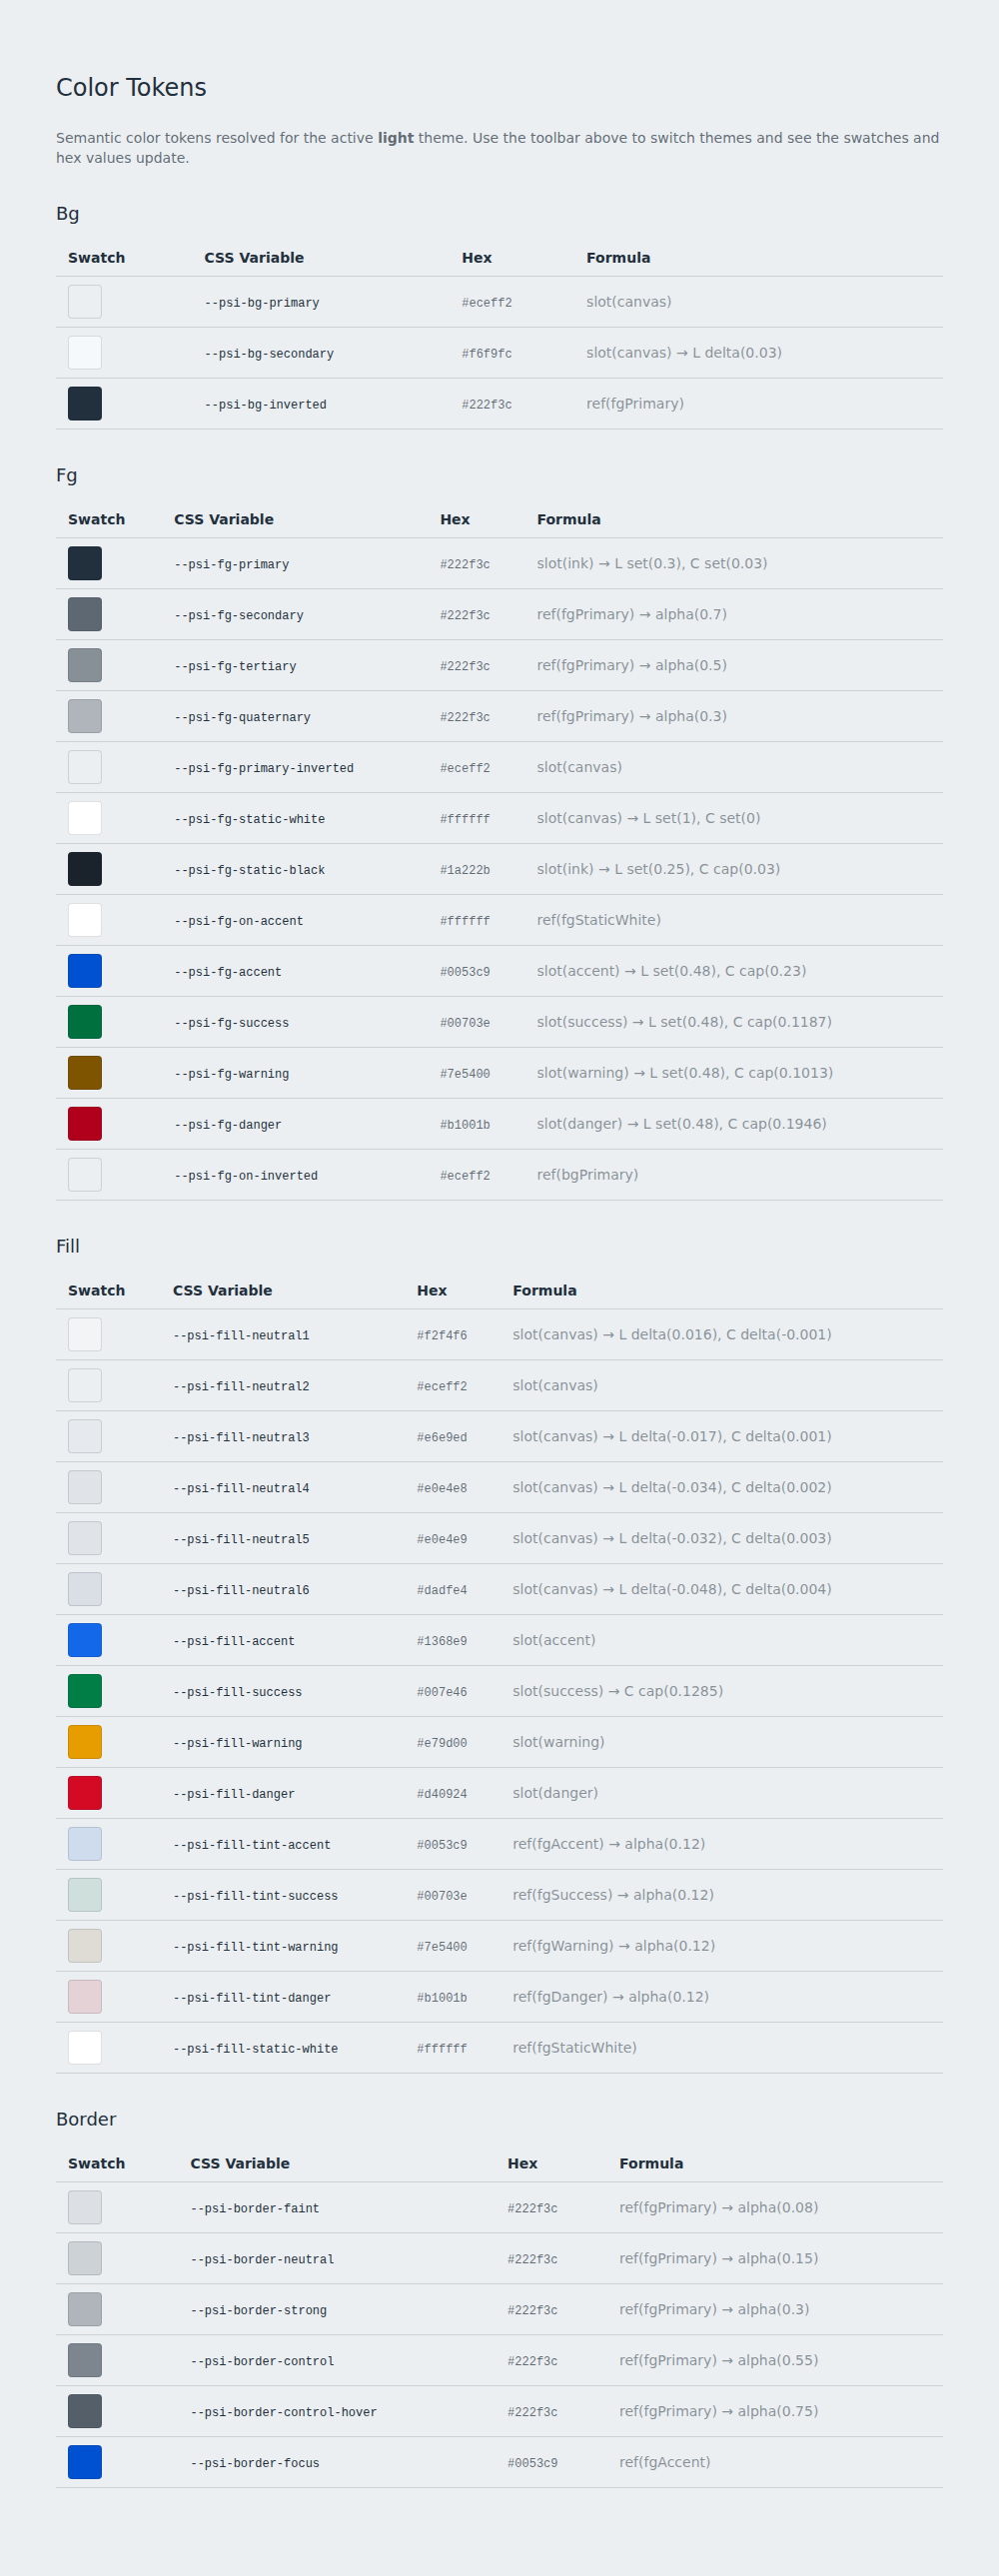 Color Tokens
Semantic color tokens resolved for the active light theme. Use the toolbar above to switch themes and see the swatches and
hex values update.
Bg
Swatch CSS Variable Hex Formula
--psi-bg-primary #eceff2 slot(canvas)
--psi-bg-secondary #f6f9fc slot(canvas) → L delta(0.03)
--psi-bg-inverted #222f3c ref(fgPrimary)
Fg
Swatch CSS Variable Hex Formula
--psi-fg-primary #222f3c slot(ink) → L set(0.3), C set(0.03)
--psi-fg-secondary #222f3c ref(fgPrimary) → alpha(0.7)
--psi-fg-tertiary #222f3c ref(fgPrimary) → alpha(0.5)
--psi-fg-quaternary #222f3c ref(fgPrimary) → alpha(0.3)
--psi-fg-primary-inverted #eceff2 slot(canvas)
--psi-fg-static-white #ffffff slot(canvas) → L set(1), C set(0)
--psi-fg-static-black #1a222b slot(ink) → L set(0.25), C cap(0.03)
--psi-fg-on-accent #ffffff ref(fgStaticWhite)
--psi-fg-accent #0053c9 slot(accent) → L set(0.48), C cap(0.23)
--psi-fg-success #00703e slot(success) → L set(0.48), C cap(0.1187)
--psi-fg-warning #7e5400 slot(warning) → L set(0.48), C cap(0.1013)
--psi-fg-danger #b1001b slot(danger) → L set(0.48), C cap(0.1946)
--psi-fg-on-inverted #eceff2 ref(bgPrimary)
Fill
Swatch CSS Variable Hex Formula
--psi-fill-neutral1 #f2f4f6 slot(canvas) → L delta(0.016), C delta(-0.001)
--psi-fill-neutral2 #eceff2 slot(canvas)
--psi-fill-neutral3 #e6e9ed slot(canvas) → L delta(-0.017), C delta(0.001)
--psi-fill-neutral4 #e0e4e8 slot(canvas) → L delta(-0.034), C delta(0.002)
--psi-fill-neutral5 #e0e4e9 slot(canvas) → L delta(-0.032), C delta(0.003)
--psi-fill-neutral6 #dadfe4 slot(canvas) → L delta(-0.048), C delta(0.004)
--psi-fill-accent #1368e9 slot(accent)
--psi-fill-success #007e46 slot(success) → C cap(0.1285)
--psi-fill-warning #e79d00 slot(warning)
--psi-fill-danger #d40924 slot(danger)
--psi-fill-tint-accent #0053c9 ref(fgAccent) → alpha(0.12)
--psi-fill-tint-success #00703e ref(fgSuccess) → alpha(0.12)
--psi-fill-tint-warning #7e5400 ref(fgWarning) → alpha(0.12)
--psi-fill-tint-danger #b1001b ref(fgDanger) → alpha(0.12)
--psi-fill-static-white #ffffff ref(fgStaticWhite)
Border
Swatch CSS Variable Hex Formula
--psi-border-faint #222f3c ref(fgPrimary) → alpha(0.08)
--psi-border-neutral #222f3c ref(fgPrimary) → alpha(0.15)
--psi-border-strong #222f3c ref(fgPrimary) → alpha(0.3)
--psi-border-control #222f3c ref(fgPrimary) → alpha(0.55)
--psi-border-control-hover #222f3c ref(fgPrimary) → alpha(0.75)
--psi-border-focus #0053c9 ref(fgAccent)